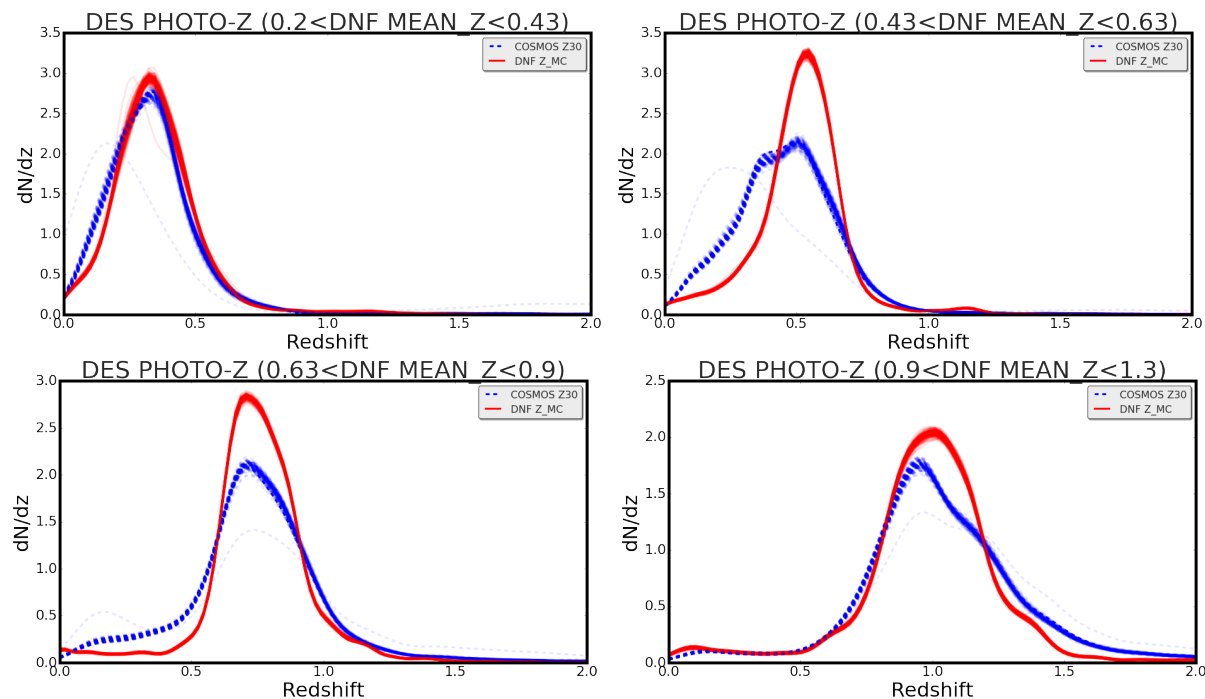 DES PHOTO-Z (0.2<DNF MEAN_Z<0.43)
3.5
3.0
2.5
2.0
1.5
1.0
0.5
0.0
dN/dz
COSMOS Z30
DNF Z_MC
0.0 0.5 1.0 1.5 2.0
Redshift
DES PHOTO-Z (0.43<DNF MEAN_Z<0.63)
3.5
3.0
2.5
2.0
1.5
1.0
0.5
0.0
dN/dz
COSMOS Z30
DNF Z_MC
0.0 0.5 1.0 1.5 2.0
Redshift
DES PHOTO-Z (0.63<DNF MEAN_Z<0.9)
3.0
2.5
2.0
1.5
1.0
0.5
0.0
dN/dz
COSMOS Z30
DNF Z_MC
0.0 0.5 1.0 1.5 2.0
Redshift
DES PHOTO-Z (0.9<DNF MEAN_Z<1.3)
2.5
2.0
1.5
1.0
0.5
0.0
dN/dz
COSMOS Z30
DNF Z_MC
0.0 0.5 1.0 1.5 2.0
Redshift